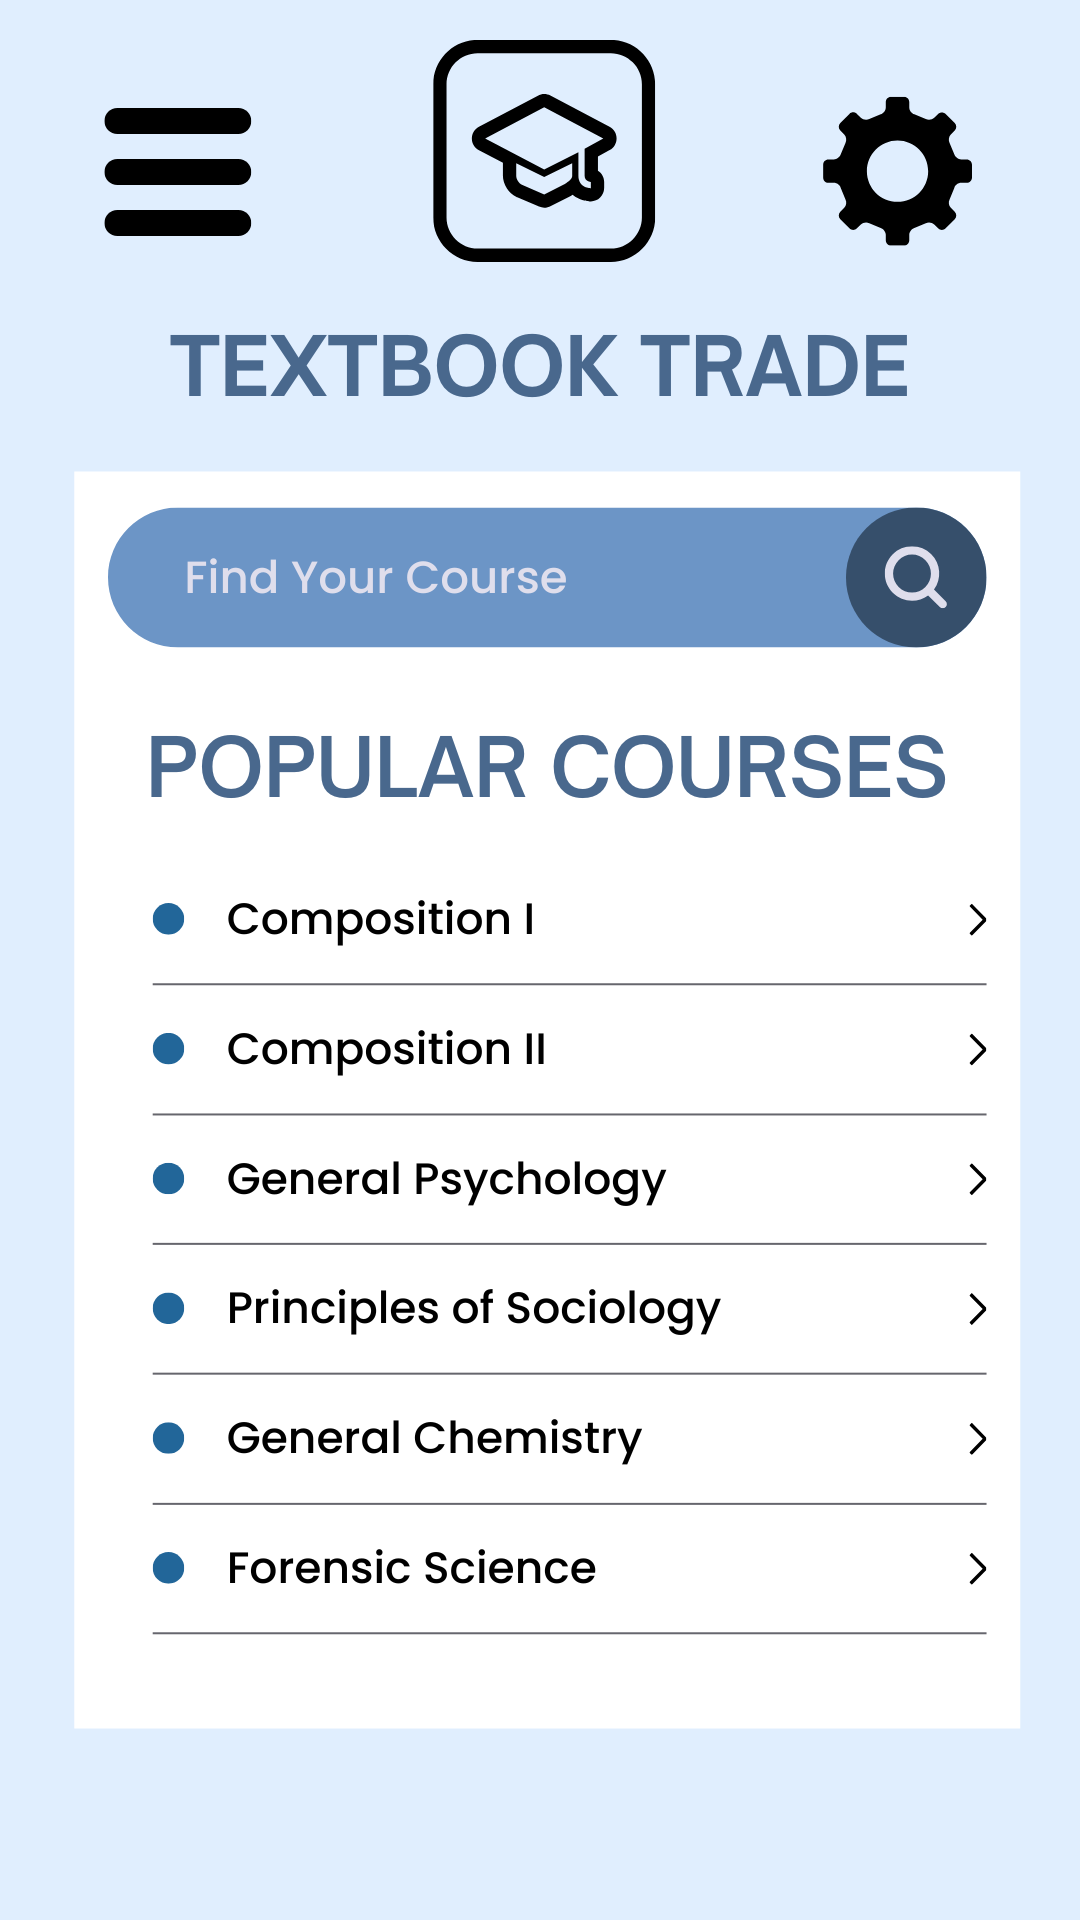 TEXTBOOK TRADE
Find Your Course
POPULAR COURSES
Composition I
Composition II
General Psychology
Principles of Sociology
General Chemistry
Forensic Science